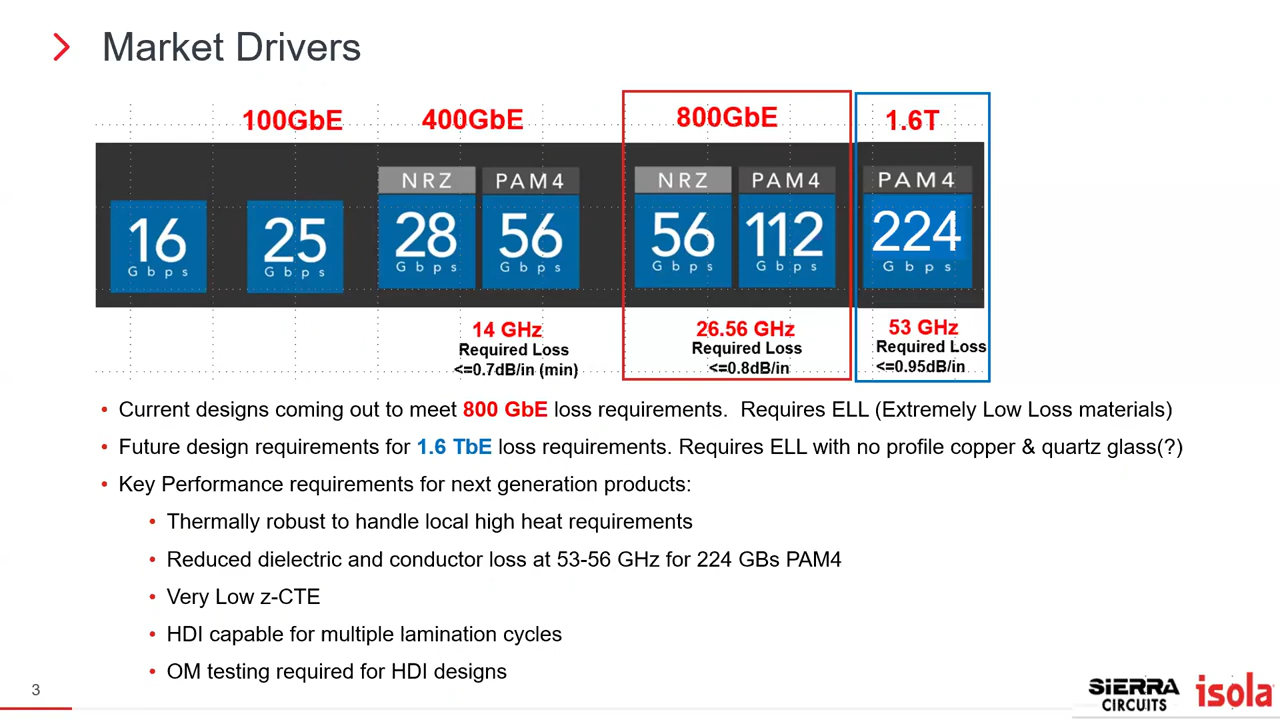 Market Drivers
100GbE 400GbE 800GbE 1.6T
NRZ PAM4 NRZ PAM4 PAM4
16 25 28 56 56 112 224
Gbps Gbps Gbps Gbps Gbps Gbps Gbps
14 GHz 26.56 GHz 53 GHz
Required Loss Required Loss Required Loss
<=0.7dB/in (min) <=0.8dB/in <=0.95dB/in
• Current designs coming out to meet 800 GbE loss requirements. Requires ELL (Extremely Low Loss materials)
• Future design requirements for 1.6 TbE loss requirements. Requires ELL with no profile copper & quartz glass(?)
• Key Performance requirements for next generation products:
• Thermally robust to handle local high heat requirements
• Reduced dielectric and conductor loss at 53-56 GHz for 224 GBs PAM4
• Very Low z-CTE
• HDI capable for multiple lamination cycles
• OM testing required for HDI designs
3
SIERRA
CIRCUITS
isola